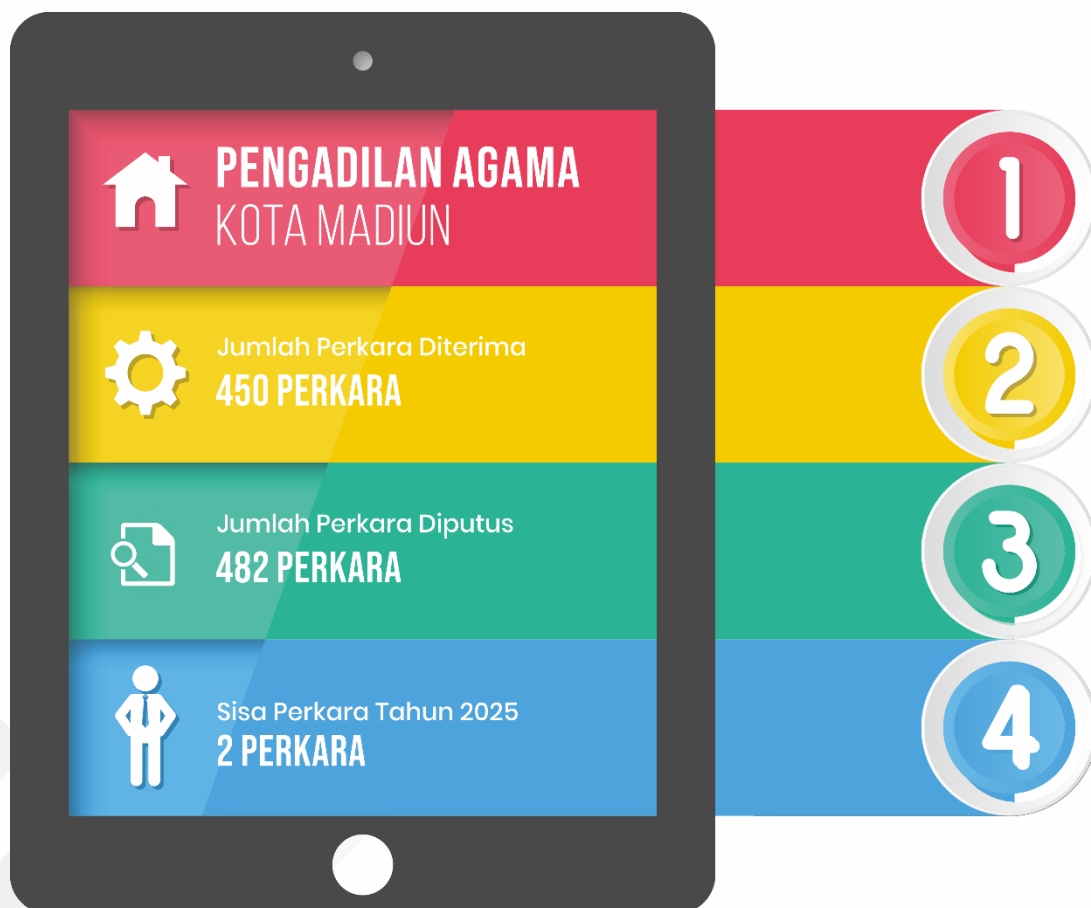 PENGADILAN AGAMA
KOTA MADIUN
1
Jumlah Perkara Diterima
450 PERKARA
2
Jumlah Perkara Diputus
482 PERKARA
3
Sisa Perkara Tahun 2025
2 PERKARA
4